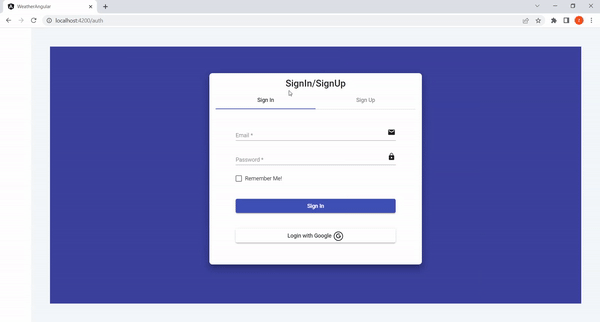 WeatherAngular
localhost:4200/auth
SignIn/SignUp
Sign In
Sign Up
Email *
Password *
Remember Me!
Sign In
Login with Google